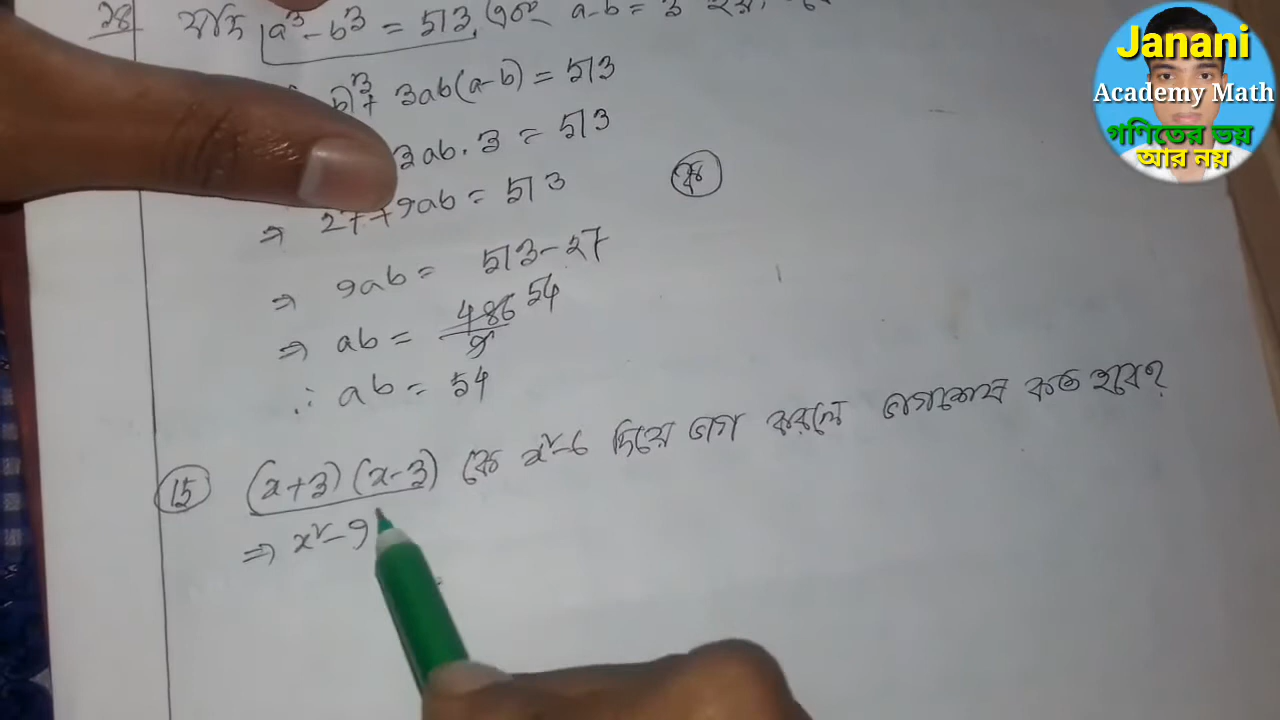 ১৪ যদি a³-b³ = 513 এবং a-b = 3 হয়
b)³+ 3ab(a-b) = 513
3ab.3 = 513
⇒ 27+9ab = 513
⇒ 9ab = 513-27
⇒ ab = 486/9 54
∴ ab = 54
15 (x+3)(x-3) কে x²-6 দিয়ে ভাগ করলে ভাগশেষ কত হবে?
⇒ x²-9
Janani
Academy Math
গণিতের ভয়
আর নয়